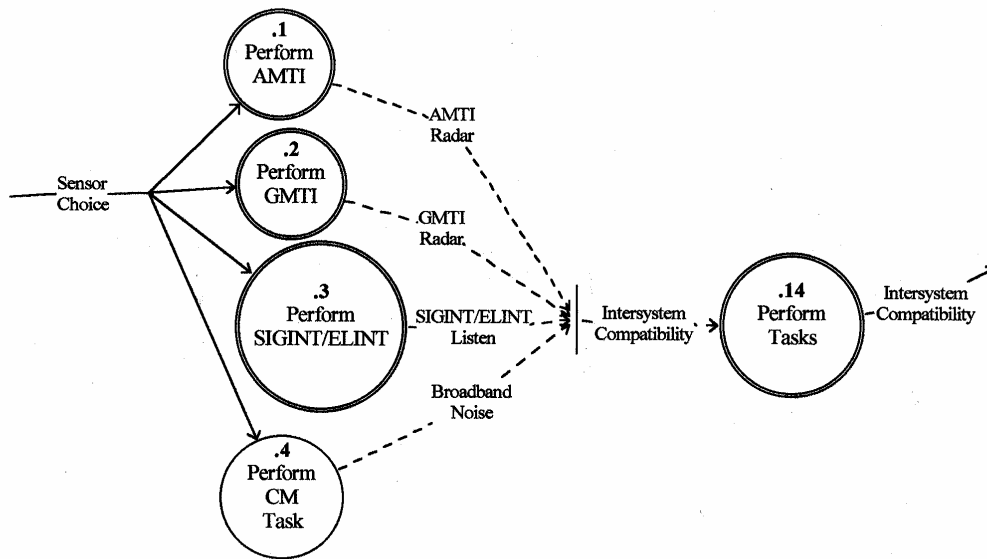 .1
Perform
AMTI
AMTI
Radar
.2
Perform
GMTI
Sensor
Choice
GMTI
Radar
.3
Perform
SIGINT/ELINT
SIGINT/ELINT
Listen
Intersystem
Compatibility
.14
Perform
Tasks
Intersystem
Compatibility
Broadband
Noise
.4
Perform
CM
Task